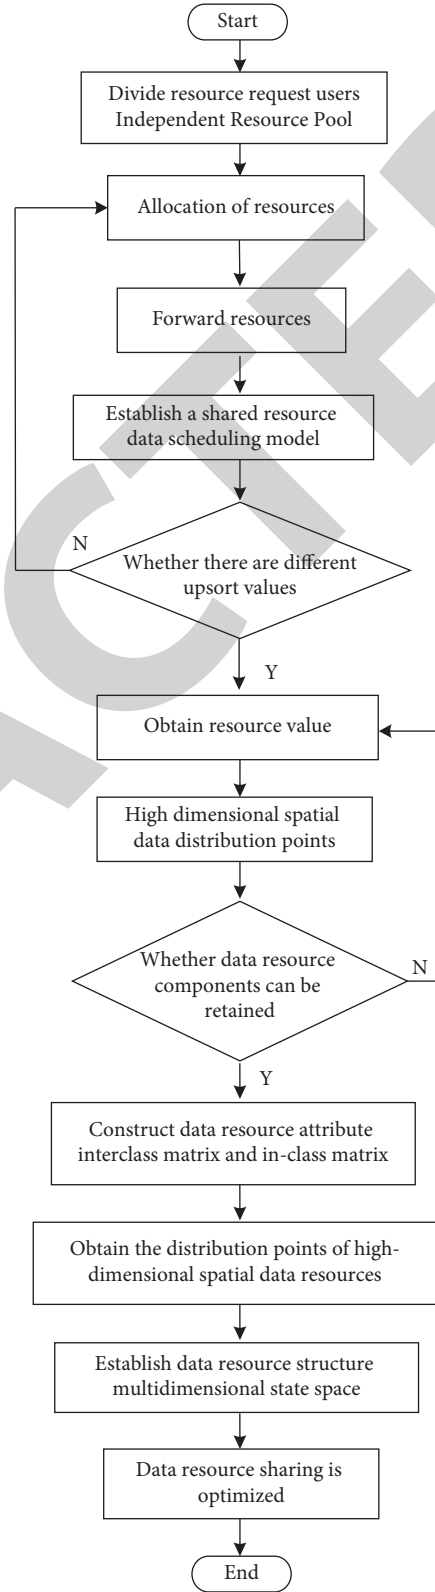 Start
Divide resource request users
Independent Resource Pool
Allocation of resources
Forward resources
Establish a shared resource
data scheduling model
N
Whether there are different
upsort values
Y
Obtain resource value
High dimensional spatial
data distribution points
Whether data resource
components can be
retained
N
Y
Construct data resource attribute
interclass matrix and in-class matrix
Obtain the distribution points of high-
dimensional spatial data resources
Establish data resource structure
multidimensional state space
Data resource sharing is
optimized
End